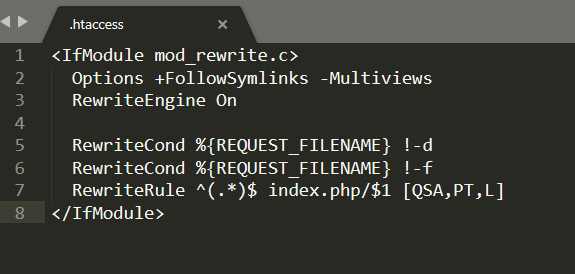 .htaccess ×
1 <IfModule mod_rewrite.c>
2   Options +FollowSymlinks -Multiviews
3   RewriteEngine On
4
5   RewriteCond %{REQUEST_FILENAME} !-d
6   RewriteCond %{REQUEST_FILENAME} !-f
7   RewriteRule ^(.*)$ index.php/$1 [QSA,PT,L]
8 </IfModule>